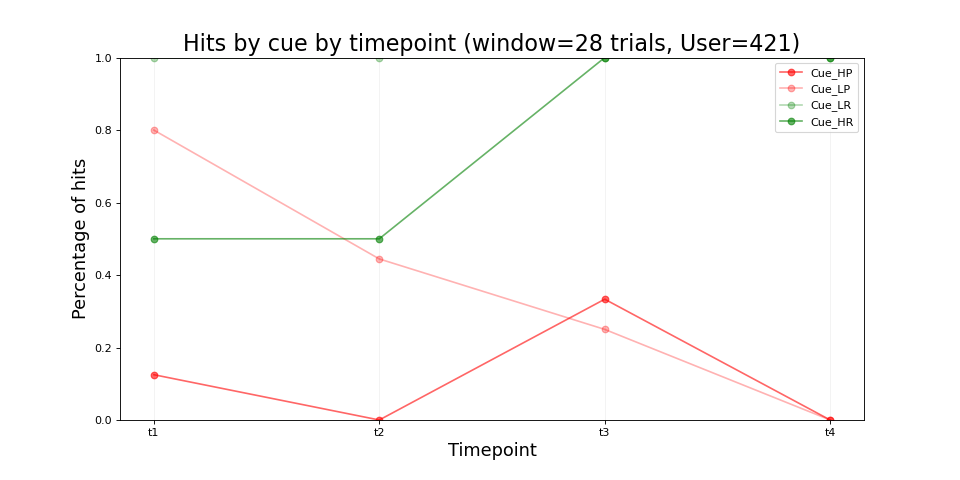 Hits by cue by timepoint (window=28 trials, User=421)
1.0
0.8
0.6
0.4
0.2
0.0
Percentage of hits
Cue_HP
Cue_LP
Cue_LR
Cue_HR
t1 t2 t3 t4
Timepoint